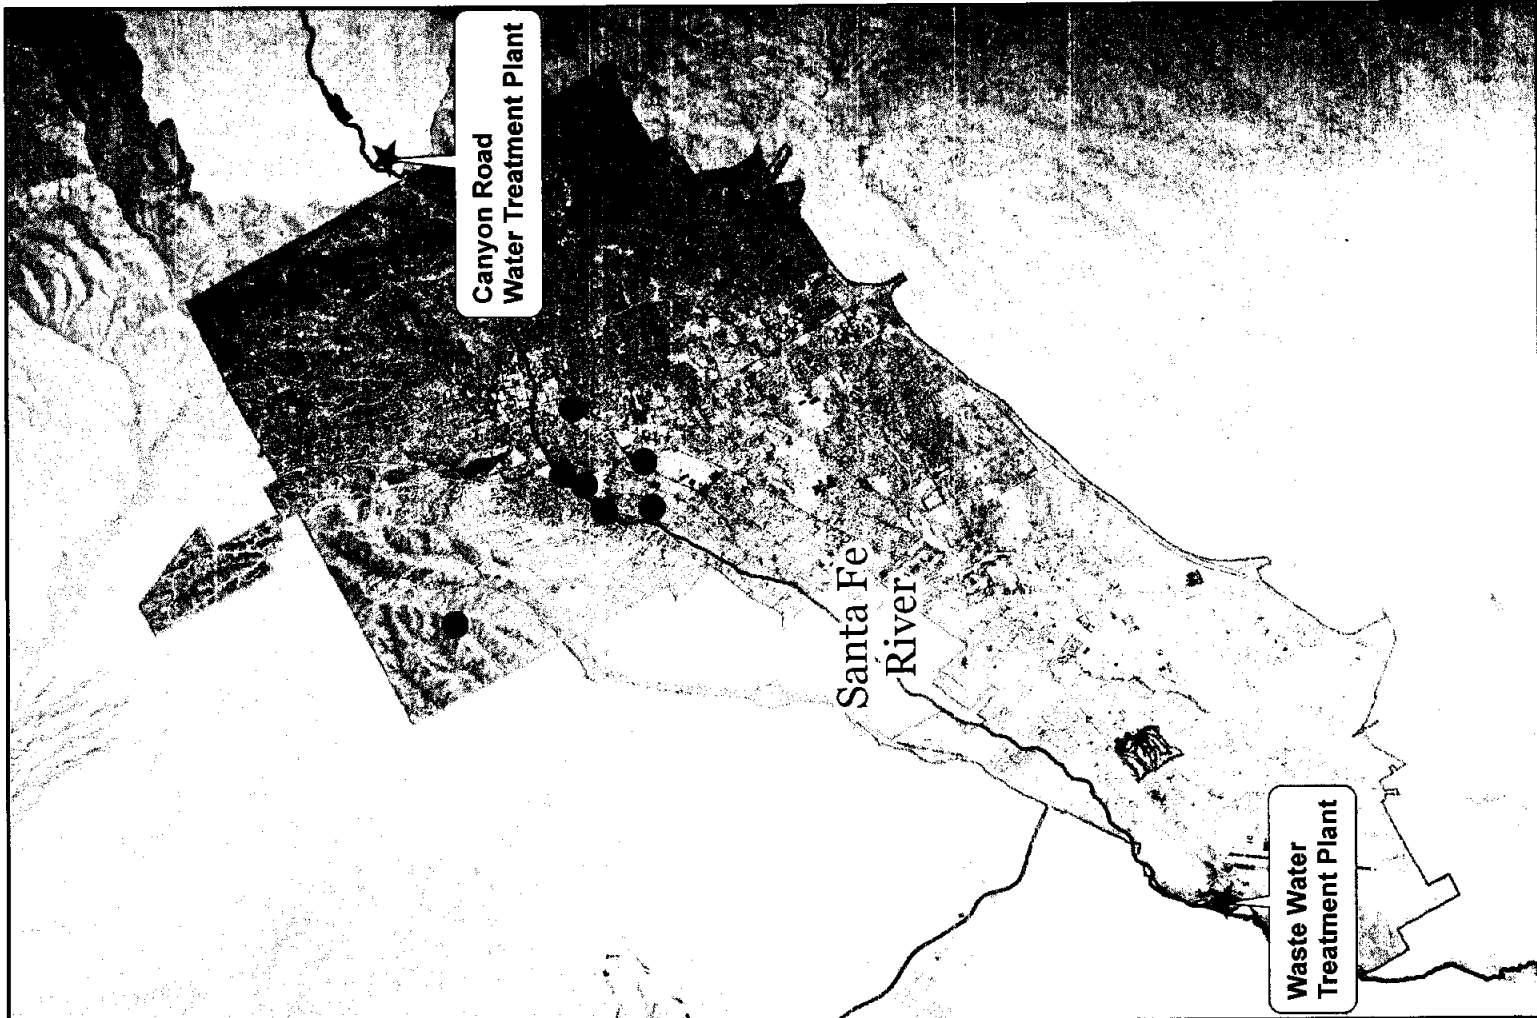 Canyon Road
Water Treatment Plant
Santa Fe
River
Waste Water
Treatment Plant